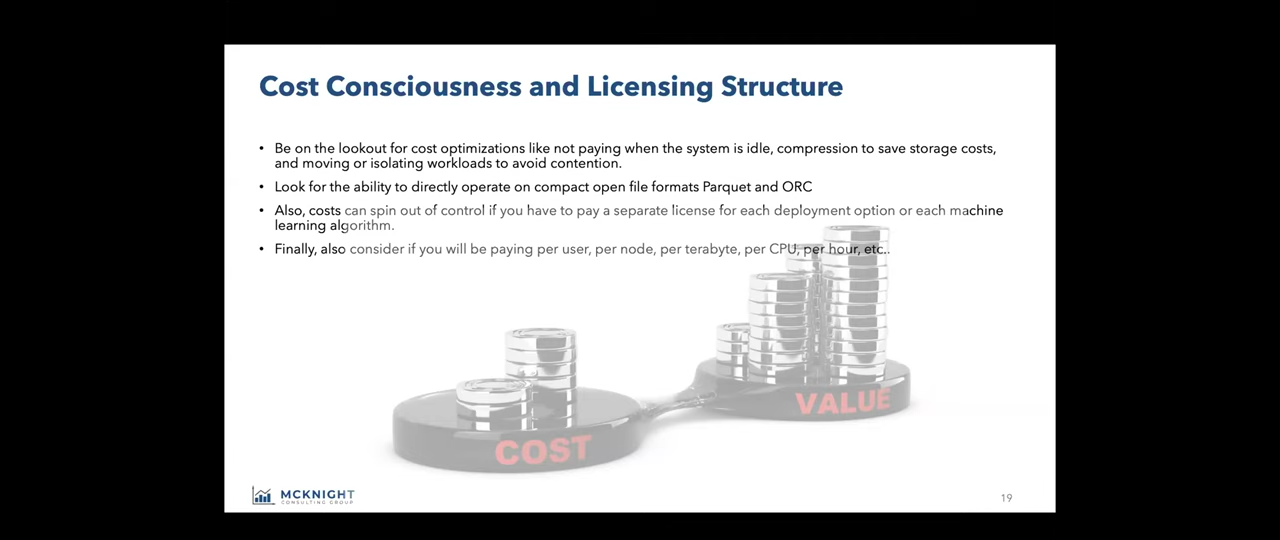 Cost Consciousness and Licensing Structure
• Be on the lookout for cost optimizations like not paying when the system is idle, compression to save storage costs,
and moving or isolating workloads to avoid contention.
• Look for the ability to directly operate on compact open file formats Parquet and ORC
• Also, costs can spin out of control if you have to pay a separate license for each deployment option or each machine
learning algorithm.
• Finally, also consider if you will be paying per user, per node, per terabyte, per CPU, per hour, etc..
VALUE
COST
MCKNIGHT
CONSULTING GROUP
19